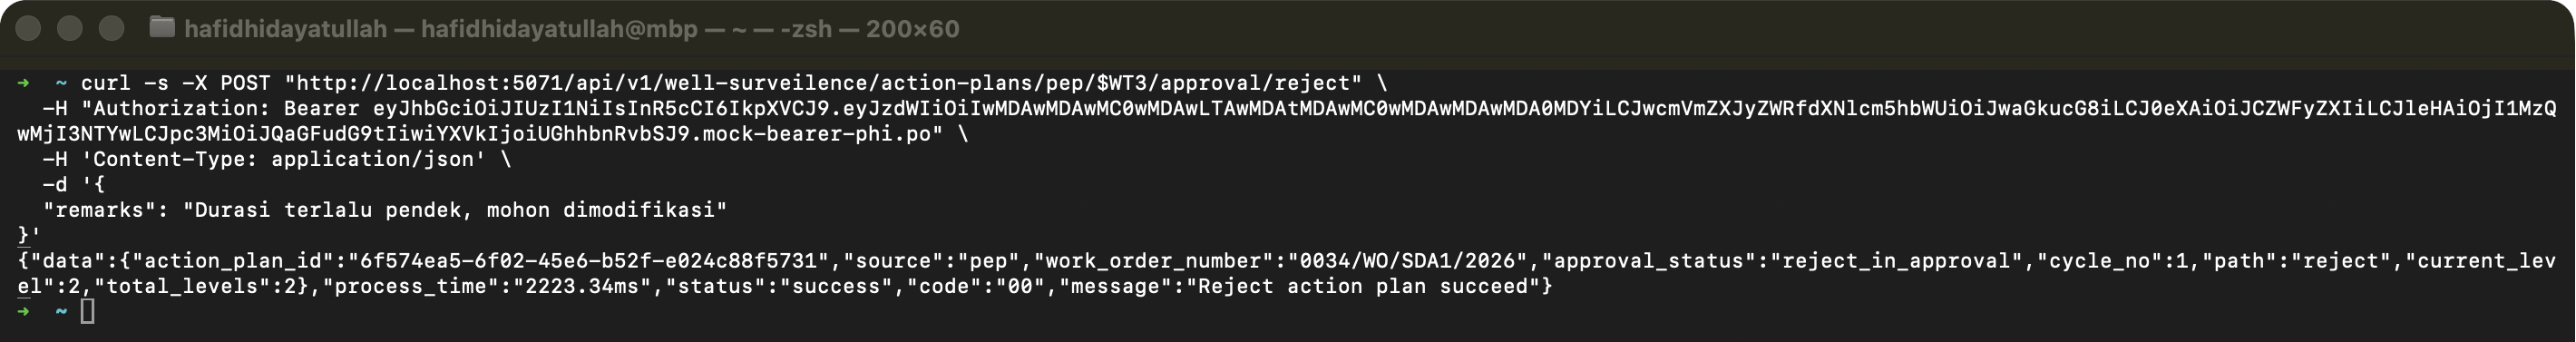 hafidhidayatullah — hafidhidayatullah@mbp — ~ — -zsh — 200×60
➜  ~ curl -s -X POST "http://localhost:5071/api/v1/well-surveilence/action-plans/pep/$WT3/approval/reject" \
  -H "Authorization: Bearer eyJhbGciOiJIUzI1NiIsInR5cCI6IkpXVCJ9.eyJzdWIiOiIwMDAwMDAwMC0wMDAwLTAwMDAtMDAwMC0wMDAwMDAwMDA0MDYiLCJwcmVmZXJyZWRfdXNlcm5hbWUiOiJwaGkucG8iLCJ0eXAiOiJCZWFyZXIiLCJleHAiOjI1MzQ
wMjI3NTYwLCJpc3MiOiJQaGFudG9tIiwiYXVkIjoiUGhhbnRvbSJ9.mock-bearer-phi.po" \
  -H 'Content-Type: application/json' \
  -d '{
  "remarks": "Durasi terlalu pendek, mohon dimodifikasi"
}'
{"data":{"action_plan_id":"6f574ea5-6f02-45e6-b52f-e024c88f5731","source":"pep","work_order_number":"0034/WO/SDA1/2026","approval_status":"reject_in_approval","cycle_no":1,"path":"reject","current_lev
el":2,"total_levels":2},"process_time":"2223.34ms","status":"success","code":"00","message":"Reject action plan succeed"}
➜  ~